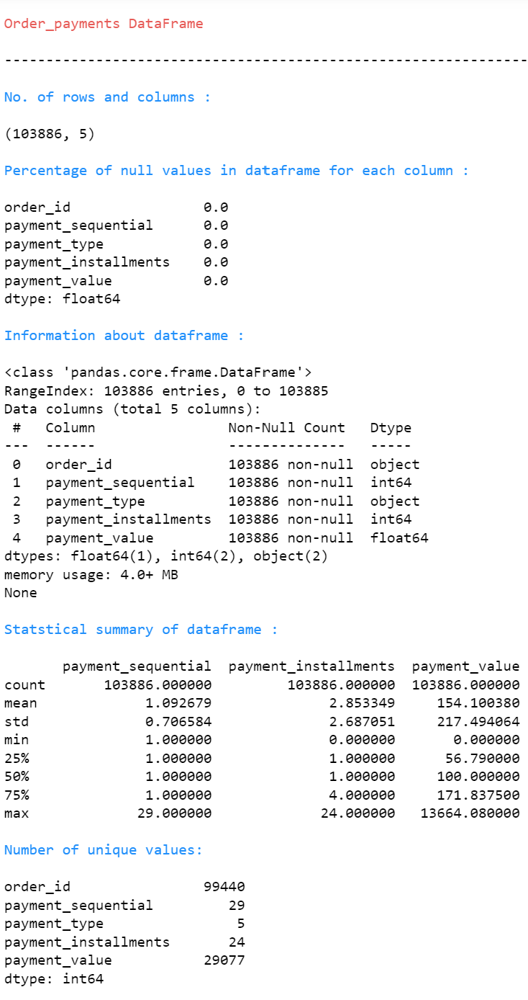 Order_payments DataFrame
---------------------------------------------------------------
No. of rows and columns :
(103886, 5)
Percentage of null values in dataframe for each column :
order_id                0.0
payment_sequential      0.0
payment_type            0.0
payment_installments    0.0
payment_value           0.0
dtype: float64
Information about dataframe :
<class 'pandas.core.frame.DataFrame'>
RangeIndex: 103886 entries, 0 to 103885
Data columns (total 5 columns):
 #   Column                Non-Null Count   Dtype
---  ------                --------------   -----
 0   order_id              103886 non-null  object
 1   payment_sequential    103886 non-null  int64
 2   payment_type          103886 non-null  object
 3   payment_installments  103886 non-null  int64
 4   payment_value         103886 non-null  float64
dtypes: float64(1), int64(2), object(2)
memory usage: 4.0+ MB
None
Statstical summary of dataframe :
       payment_sequential  payment_installments  payment_value
count       103886.000000         103886.000000  103886.000000
mean             1.092679              2.853349     154.100380
std              0.706584              2.687051     217.494064
min              1.000000              0.000000       0.000000
25%              1.000000              1.000000      56.790000
50%              1.000000              1.000000     100.000000
75%              1.000000              4.000000     171.837500
max             29.000000             24.000000   13664.080000
Number of unique values:
order_id                99440
payment_sequential         29
payment_type                5
payment_installments       24
payment_value           29077
dtype: int64